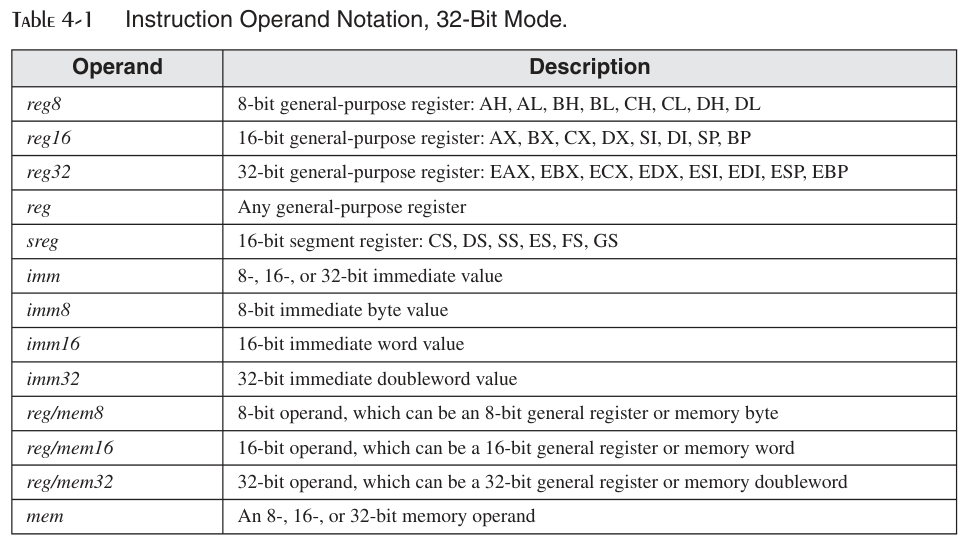 TABLE 4-1 Instruction Operand Notation, 32-Bit Mode.
Operand Description
reg8 8-bit general-purpose register: AH, AL, BH, BL, CH, CL, DH, DL
reg16 16-bit general-purpose register: AX, BX, CX, DX, SI, DI, SP, BP
reg32 32-bit general-purpose register: EAX, EBX, ECX, EDX, ESI, EDI, ESP, EBP
reg Any general-purpose register
sreg 16-bit segment register: CS, DS, SS, ES, FS, GS
imm 8-, 16-, or 32-bit immediate value
imm8 8-bit immediate byte value
imm16 16-bit immediate word value
imm32 32-bit immediate doubleword value
reg/mem8 8-bit operand, which can be an 8-bit general register or memory byte
reg/mem16 16-bit operand, which can be a 16-bit general register or memory word
reg/mem32 32-bit operand, which can be a 32-bit general register or memory doubleword
mem An 8-, 16-, or 32-bit memory operand